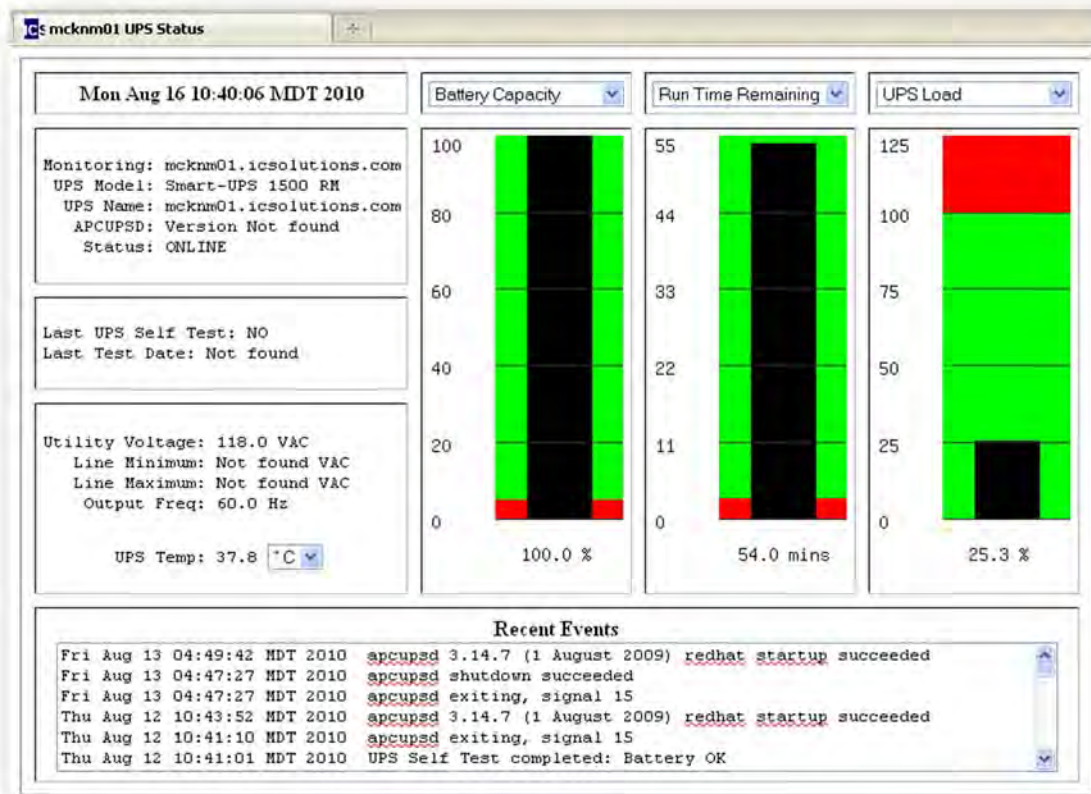 mcknm01 UPS Status
Mon Aug 16 10:40:06 MDT 2010
Battery Capacity
Run Time Remaining
UPS Load
Monitoring: mcknm01.icsolutions.com
UPS Model: Smart-UPS 1500 RM
UPS Name: mcknm01.icsolutions.com
APCUPSD: Version Not found
Status: ONLINE
Last UPS Self Test: NO
Last Test Date: Not found
Utility Voltage: 118.0 VAC
Line Minimum: Not found VAC
Line Maximum: Not found VAC
Output Freq: 60.0 Hz
UPS Temp: 37.8 °C
100
80
60
40
20
0
100.0 %
55
44
33
22
11
0
54.0 mins
125
100
75
50
25
0
25.3 %
Recent Events
Fri Aug 13 04:49:42 MDT 2010 apcupsd 3.14.7 (1 August 2009) redhat startup succeeded
Fri Aug 13 04:47:27 MDT 2010 apcupsd shutdown succeeded
Fri Aug 13 04:47:27 MDT 2010 apcupsd exiting, signal 15
Thu Aug 12 10:43:52 MDT 2010 apcupsd 3.14.7 (1 August 2009) redhat startup succeeded
Thu Aug 12 10:41:10 MDT 2010 apcupsd exiting, signal 15
Thu Aug 12 10:41:01 MDT 2010 UPS Self Test completed: Battery OK